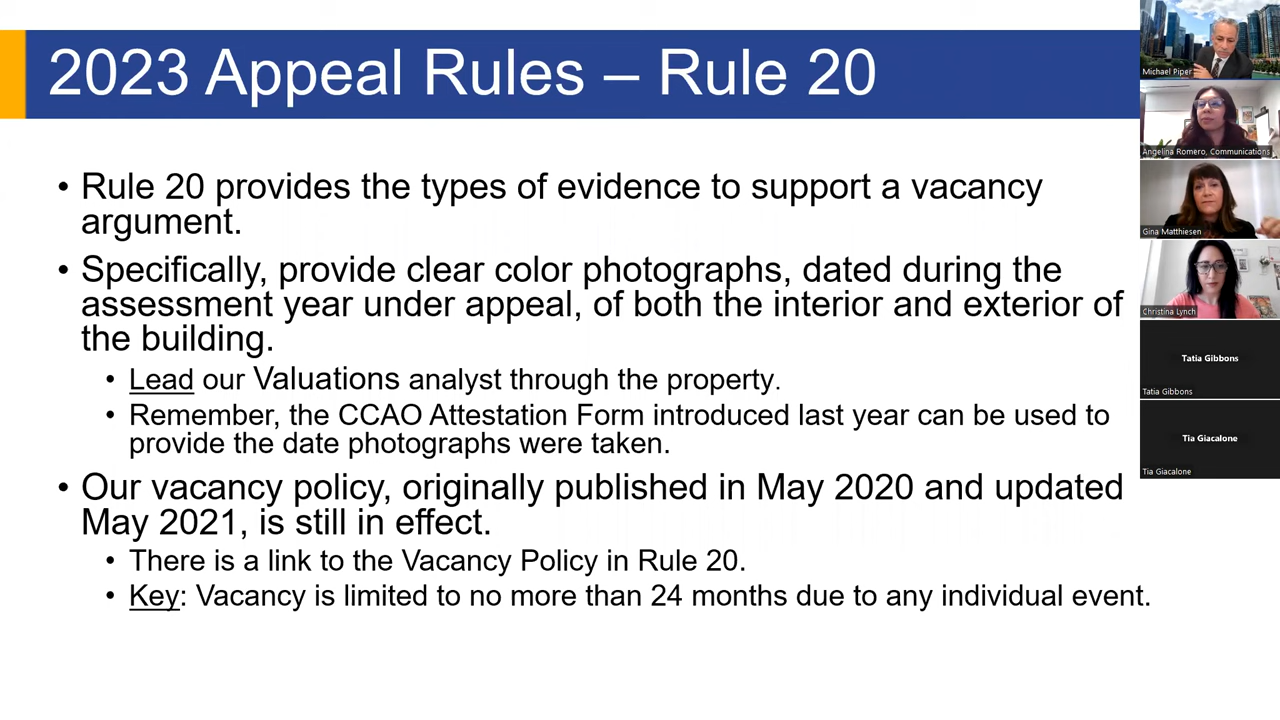 2023 Appeal Rules – Rule 20
• Rule 20 provides the types of evidence to support a vacancy
argument.
• Specifically, provide clear color photographs, dated during the
assessment year under appeal, of both the interior and exterior of
the building.
• Lead our Valuations analyst through the property.
• Remember, the CCAO Attestation Form introduced last year can be used to
provide the date photographs were taken.
• Our vacancy policy, originally published in May 2020 and updated
May 2021, is still in effect.
• There is a link to the Vacancy Policy in Rule 20.
• Key: Vacancy is limited to no more than 24 months due to any individual event.
Michael Piper
Angelina Romero, Communications
Gina Matthiesen
Christina Lynch
Tatia Gibbons
Tatia Gibbons
Tia Giacalone
Tia Giacalone